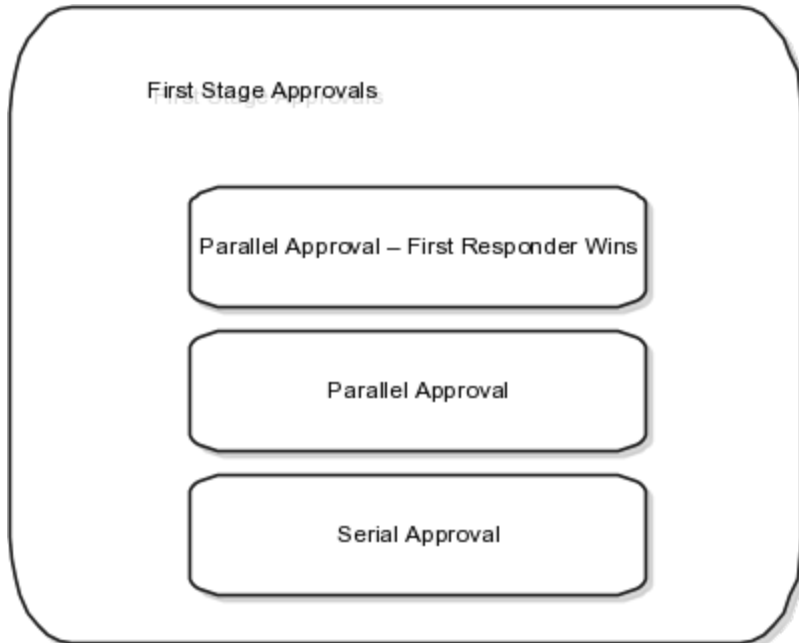 First Stage Approvals
Parallel Approval – First Responder Wins
Parallel Approval
Serial Approval